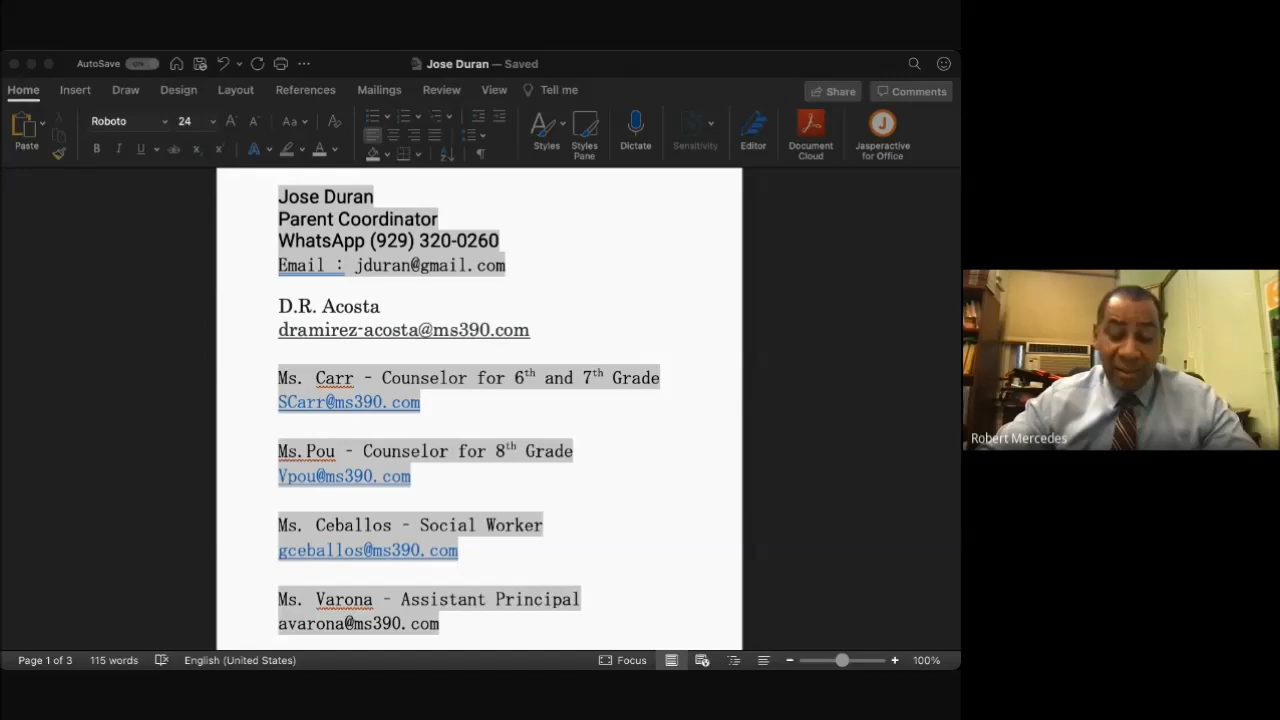 AutoSave
Jose Duran — Saved
Home Insert Draw Design Layout References Mailings Review View Tell me
Share Comments
Paste
Roboto 24
Styles
Styles Pane
Dictate
Sensitivity
Editor
Document Cloud
Jasperactive for Office
Jose Duran
Parent Coordinator
WhatsApp (929) 320-0260
Email : jduran@gmail.com
D.R. Acosta
dramirez-acosta@ms390.com
Ms. Carr - Counselor for 6th and 7th Grade
SCarr@ms390.com
Ms.Pou - Counselor for 8th Grade
Vpou@ms390.com
Ms. Ceballos - Social Worker
gceballos@ms390.com
Ms. Varona - Assistant Principal
avarona@ms390.com
Page 1 of 3 115 words English (United States) Focus 100%
Robert Mercedes